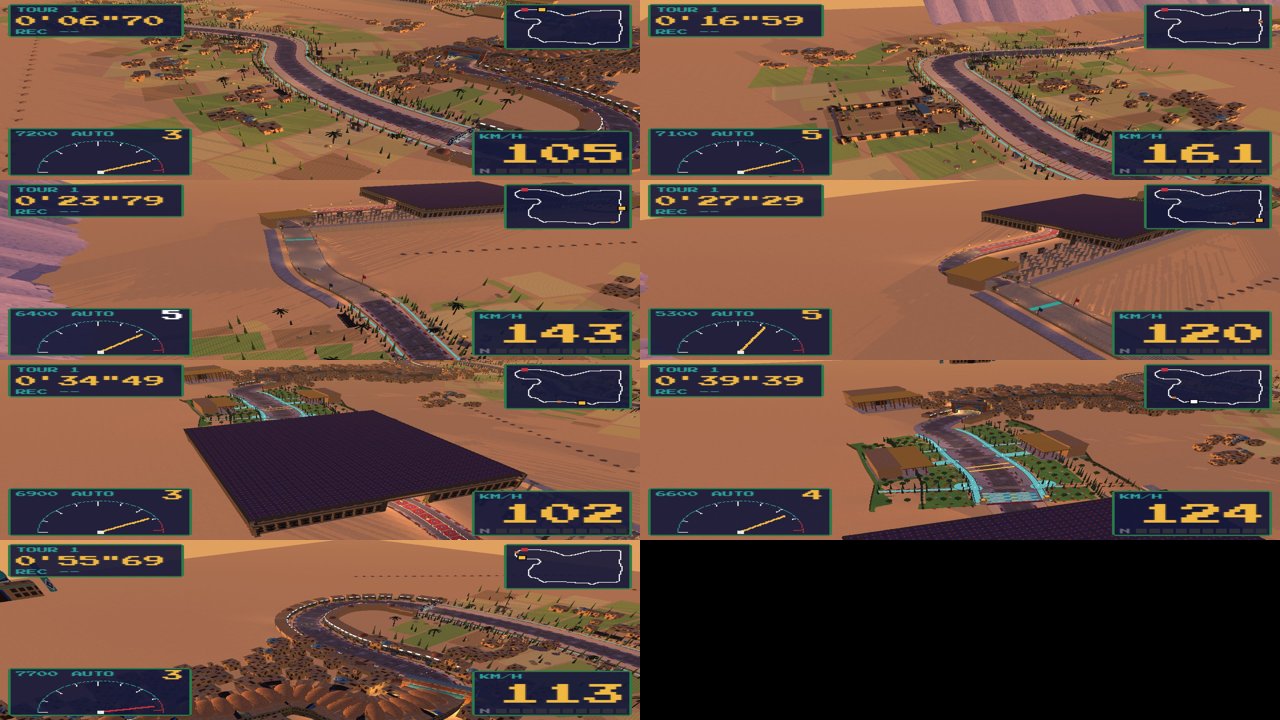 TOUR 1
0'06"70
REC --
7200 AUTO 3
KM/H
105
N
TOUR 1
0'16"59
REC --
7100 AUTO 5
KM/H
161
N
TOUR 1
0'23"79
REC --
6400 AUTO 5
KM/H
143
N
TOUR 1
0'27"29
REC --
5300 AUTO 5
KM/H
120
N
TOUR 1
0'34"49
REC --
6900 AUTO 3
KM/H
102
N
TOUR 1
0'39"39
REC --
6600 AUTO 4
KM/H
124
N
TOUR 1
0'55"69
REC --
7700 AUTO 3
KM/H
113
N